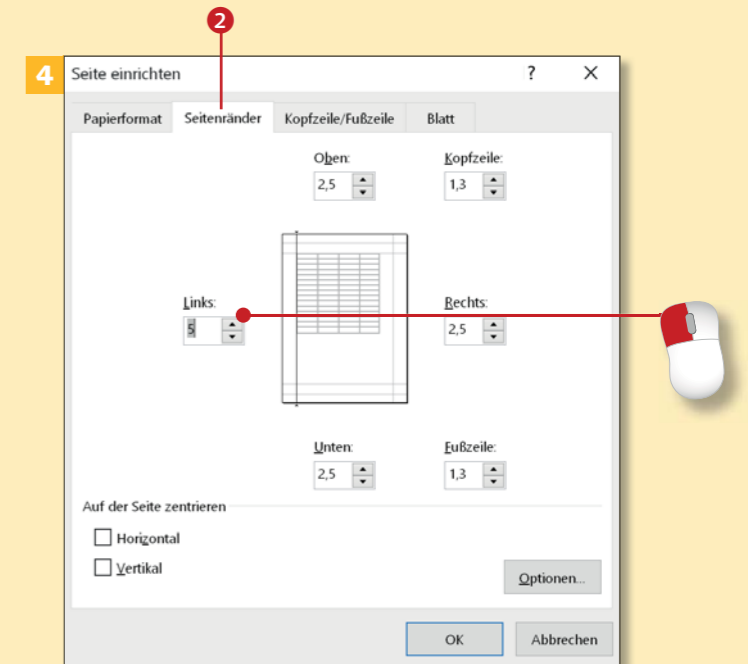 2
4 Seite einrichten ? X
Papierformat Seitenränder Kopfzeile/Fußzeile Blatt
Oben: Kopfzeile:
2,5 1,3
Links: Rechts:
5 2,5
Unten: Fußzeile:
2,5 1,3
Auf der Seite zentrieren
Horizontal
Vertikal
Optionen...
OK Abbrechen